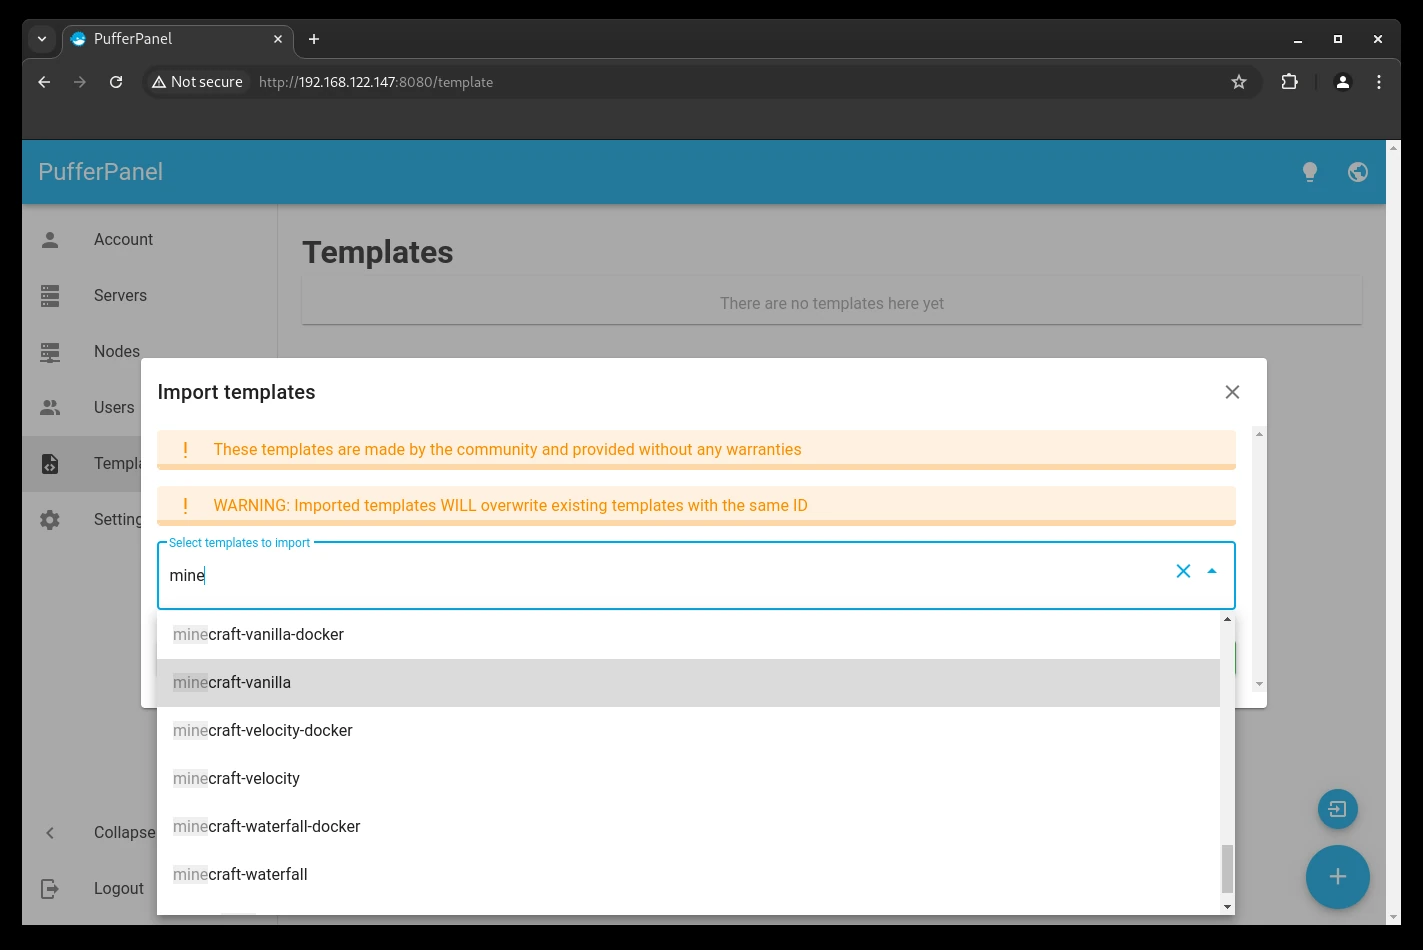 PufferPanel
Not secure
http://192.168.122.147:8080/template
PufferPanel
Account
Servers
Nodes
Users
Templa
Setting
Collapse
Logout
Templates
There are no templates here yet
Import templates
These templates are made by the community and provided without any warranties
WARNING: Imported templates WILL overwrite existing templates with the same ID
Select templates to import
mine
minecraft-vanilla-docker
minecraft-vanilla
minecraft-velocity-docker
minecraft-velocity
minecraft-waterfall-docker
minecraft-waterfall